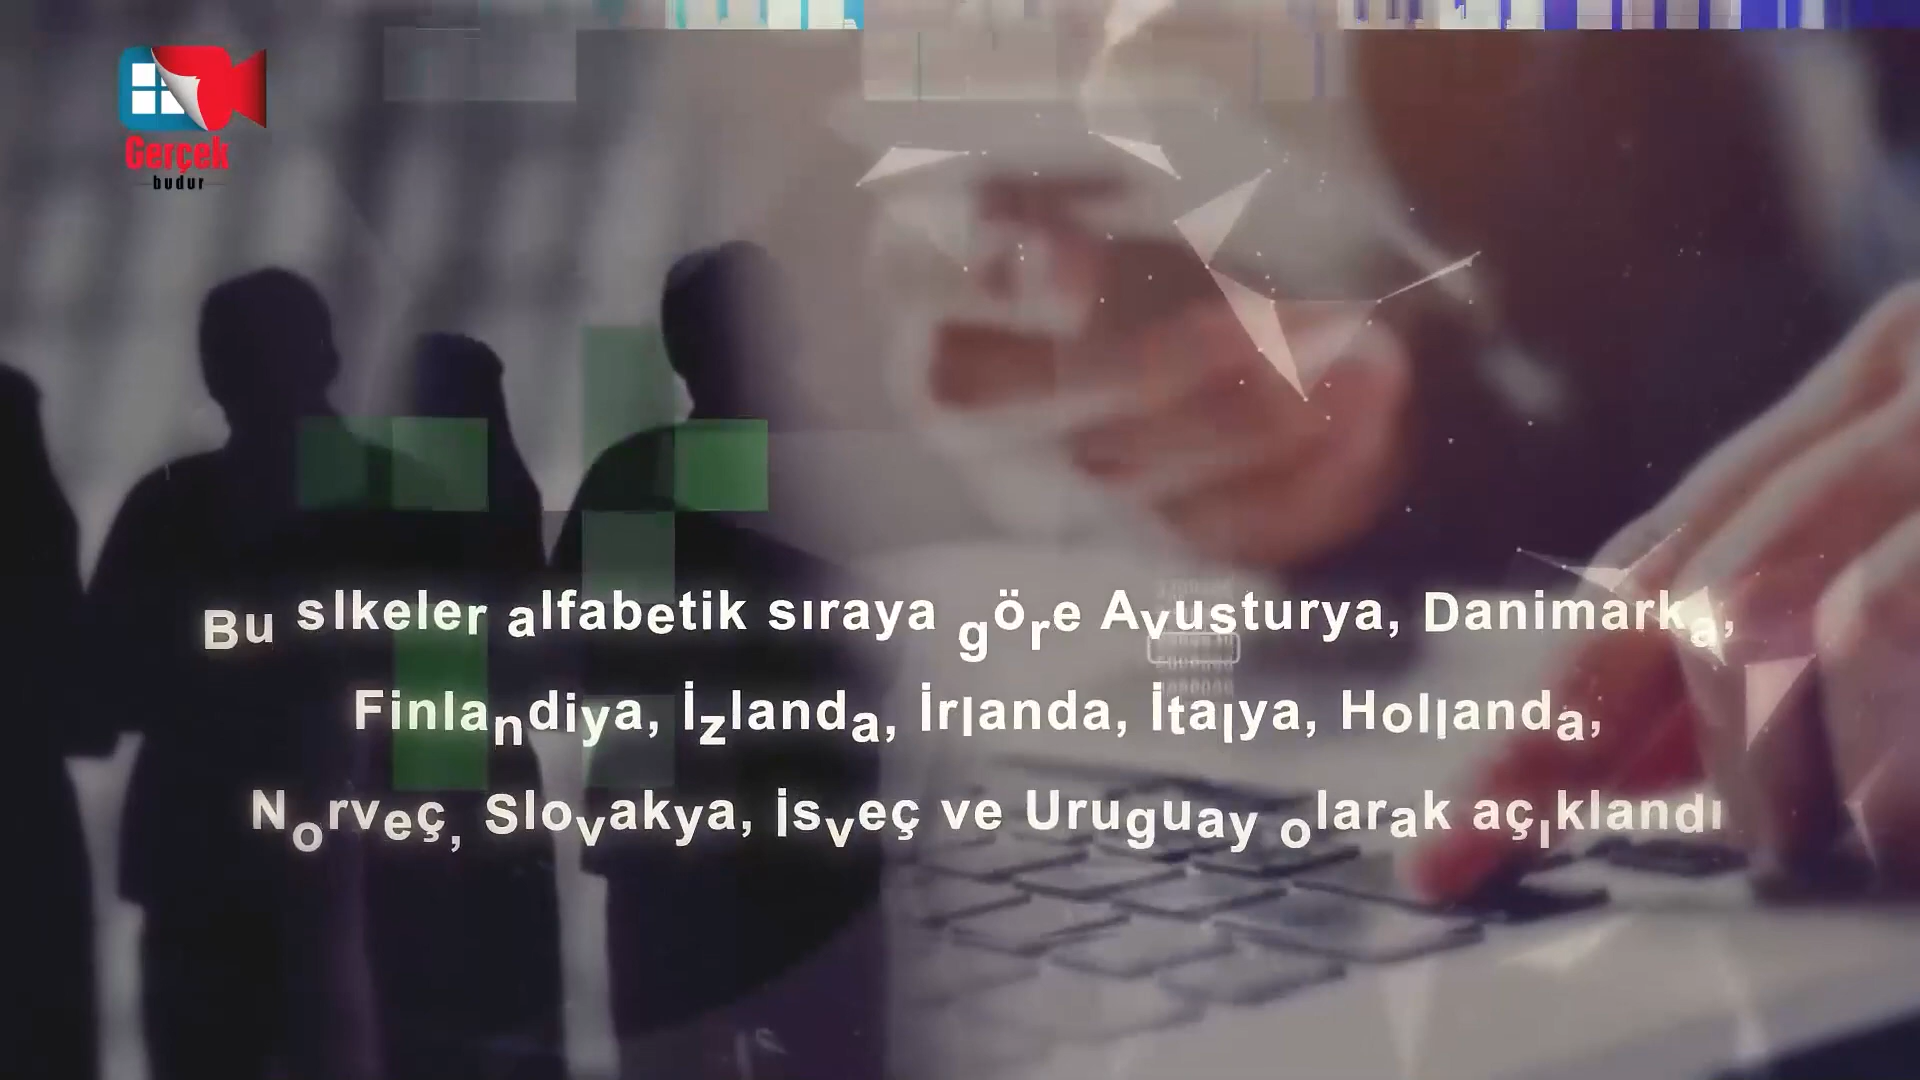 Gerçek
budur
Bu slkeler alfabetik sıraya göre Avusturya, Danimarka,
Finlandiya, İzlanda, İrlanda, İtalya, Hollanda,
Norveç, Slovakya, İsveç ve Uruguay olarak açıklandı